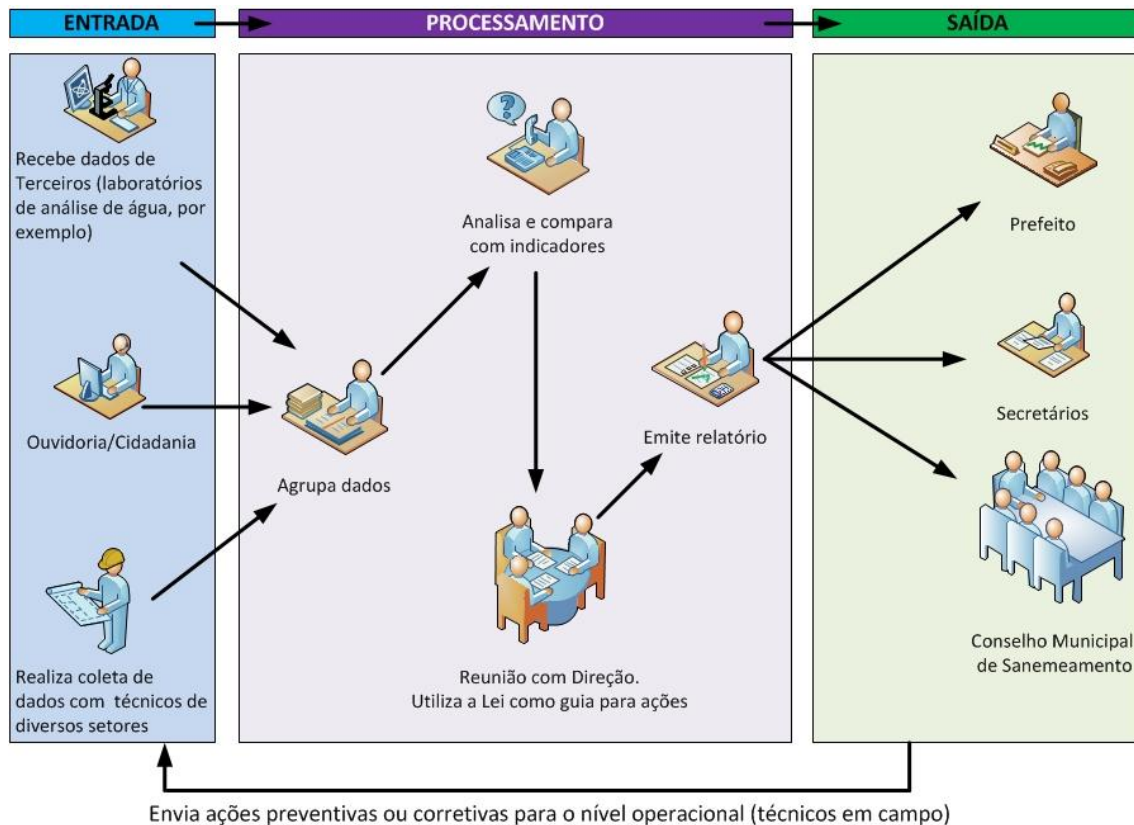 ENTRADA
PROCESSAMENTO
SAÍDA
Recebe dados de
Terceiros (laboratórios
de análise de água, por
exemplo)
Ouvidoria/Cidadania
Realiza coleta de
dados com técnicos de
diversos setores
Agrupa dados
Analisa e compara
com indicadores
Reunião com Direção.
Utiliza a Lei como guia para ações
Emite relatório
Prefeito
Secretários
Conselho Municipal
de Sanemeamento
Envia ações preventivas ou corretivas para o nível operacional (técnicos em campo)